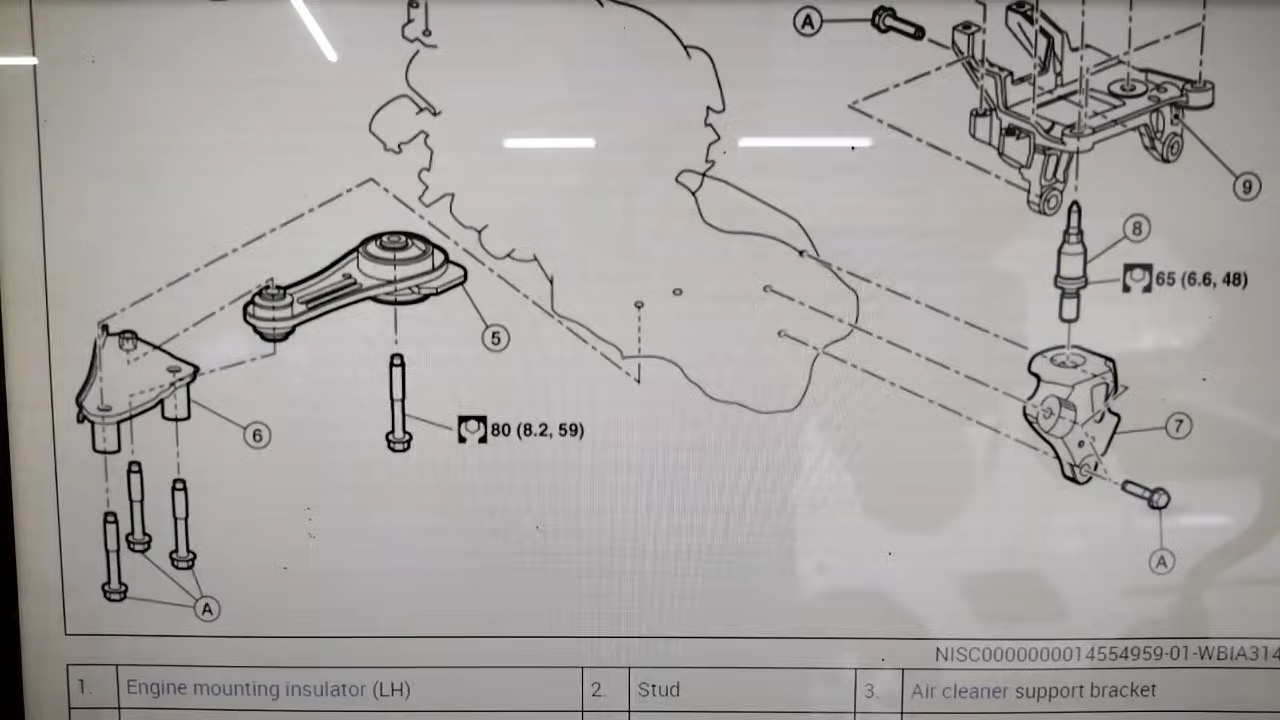 A
9
8
65 (6.6, 48)
5
80 (8.2, 59)
6
7
A
A
NISC0000000014554959-01-WBIA314
1. Engine mounting insulator (LH) 2. Stud 3. Air cleaner support bracket